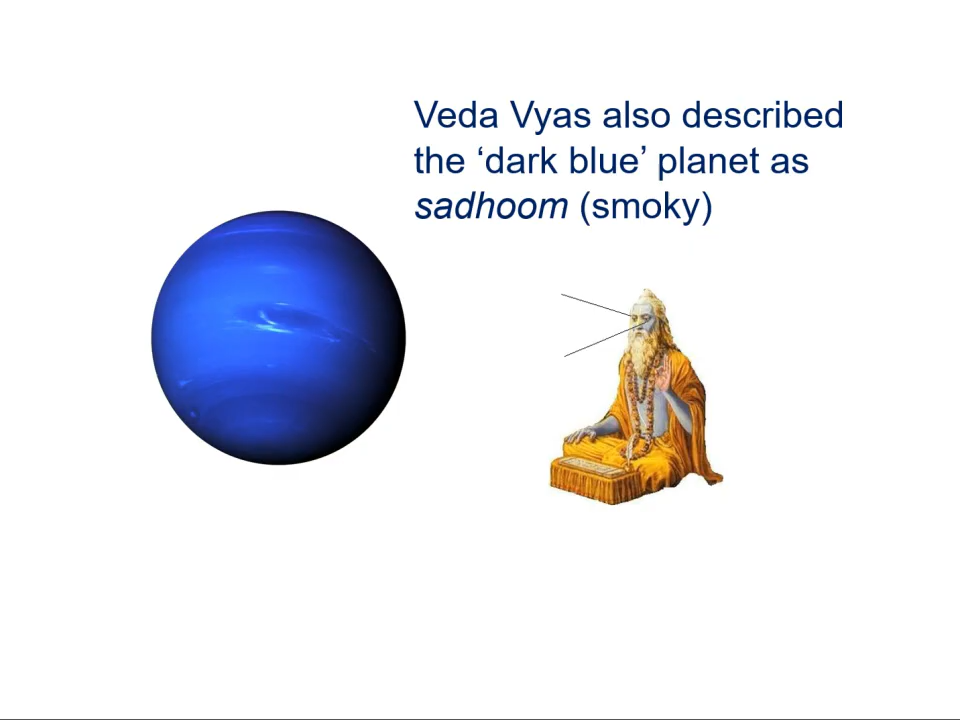 Veda Vyas also described
the ‘dark blue’ planet as
sadhoom (smoky)